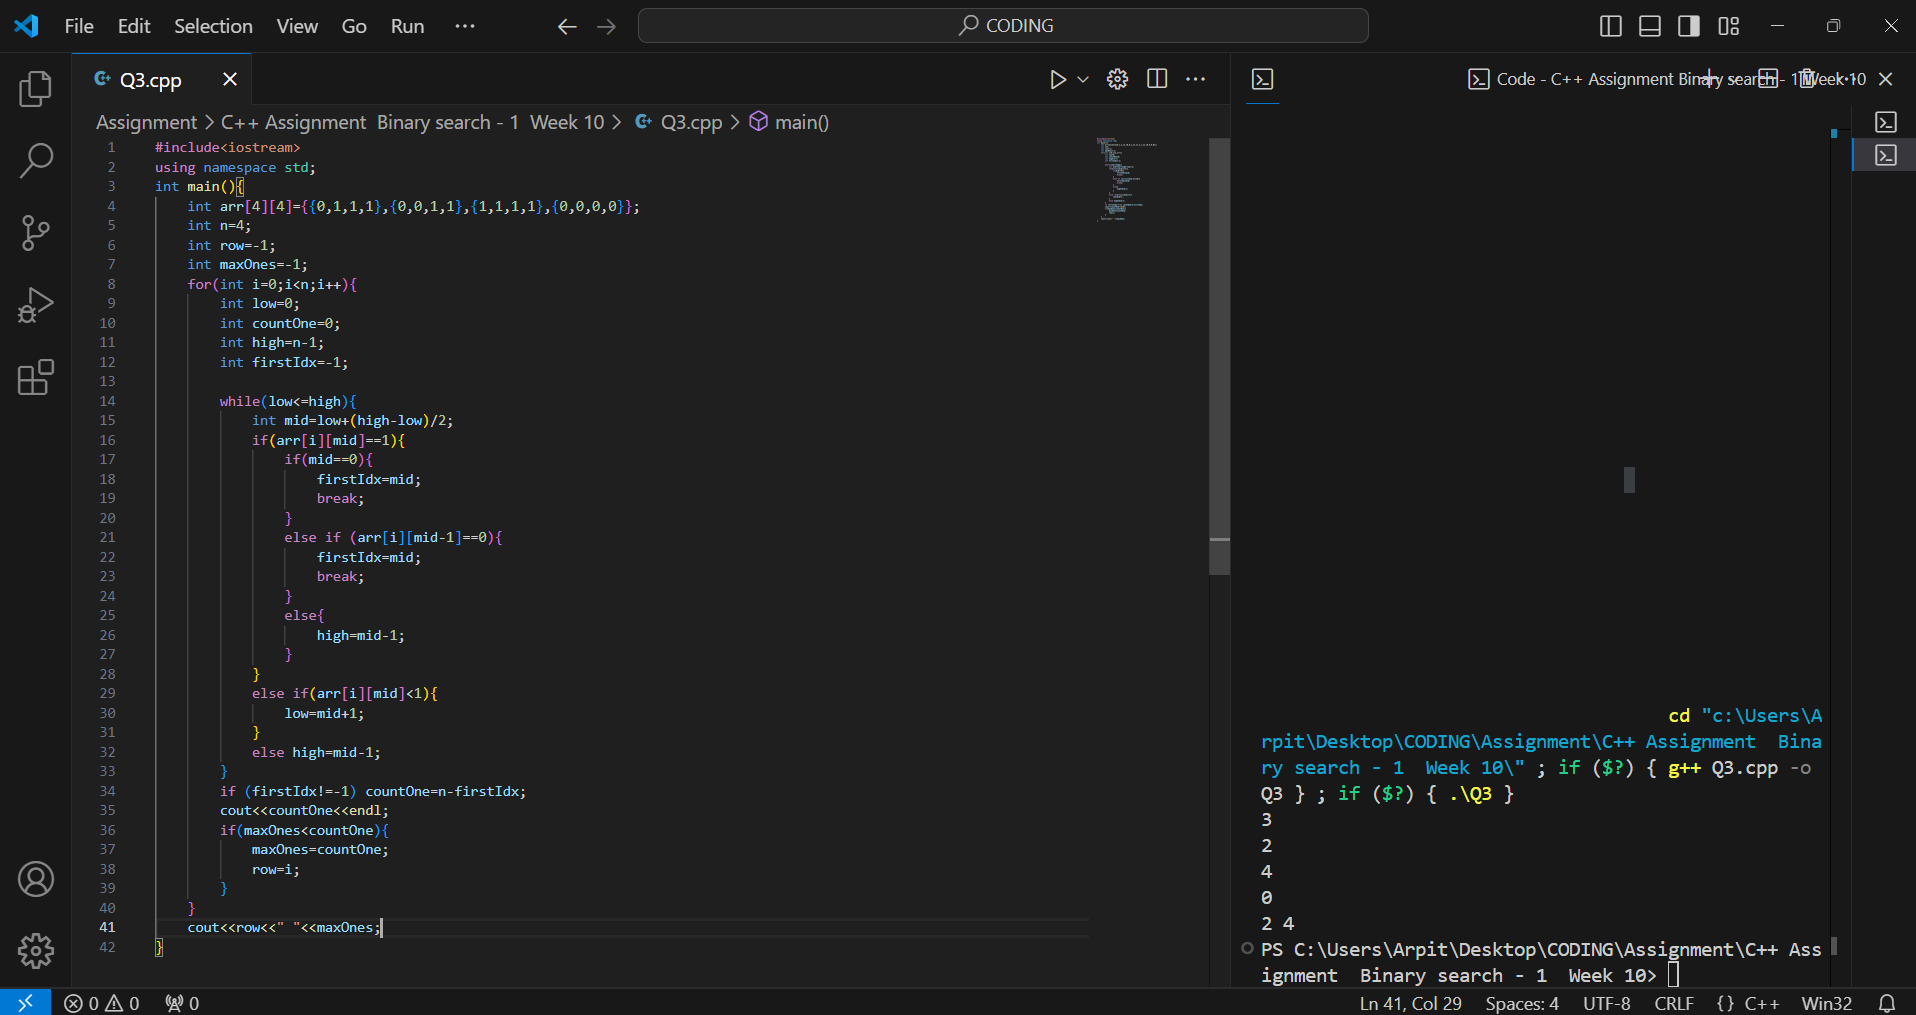 File Edit Selection View Go Run ··· CODING
Q3.cpp
Assignment > C++ Assignment Binary search - 1 Week 10 > Q3.cpp > main()
1 #include<iostream>
2 using namespace std;
3 int main(){
4 int arr[4][4]={{0,1,1,1},{0,0,1,1},{1,1,1,1},{0,0,0,0}};
5 int n=4;
6 int row=-1;
7 int maxOnes=-1;
8 for(int i=0;i<n;i++){
9 int low=0;
10 int countOne=0;
11 int high=n-1;
12 int firstIdx=-1;
13
14 while(low<=high){
15 int mid=low+(high-low)/2;
16 if(arr[i][mid]==1){
17 if(mid==0){
18 firstIdx=mid;
19 break;
20 }
21 else if (arr[i][mid-1]==0){
22 firstIdx=mid;
23 break;
24 }
25 else{
26 high=mid-1;
27 }
28 }
29 else if(arr[i][mid]<1){
30 low=mid+1;
31 }
32 else high=mid-1;
33 }
34 if (firstIdx!=-1) countOne=n-firstIdx;
35 cout<<countOne<<endl;
36 if(maxOnes<countOne){
37 maxOnes=countOne;
38 row=i;
39 }
40 }
41 cout<<row<<" "<<maxOnes;
42 }
Code - C++ Assignment Binary search - 1 Week 10
cd "c:\Users\A
rpit\Desktop\CODING\Assignment\C++ Assignment  Bina
ry search - 1  Week 10\" ; if ($?) { g++ Q3.cpp -o
Q3 } ; if ($?) { .\Q3 }
3
2
4
0
2 4
PS C:\Users\Arpit\Desktop\CODING\Assignment\C++ Ass
ignment  Binary search - 1  Week 10>
0 0 0 Ln 41, Col 29 Spaces: 4 UTF-8 CRLF {} C++ Win32